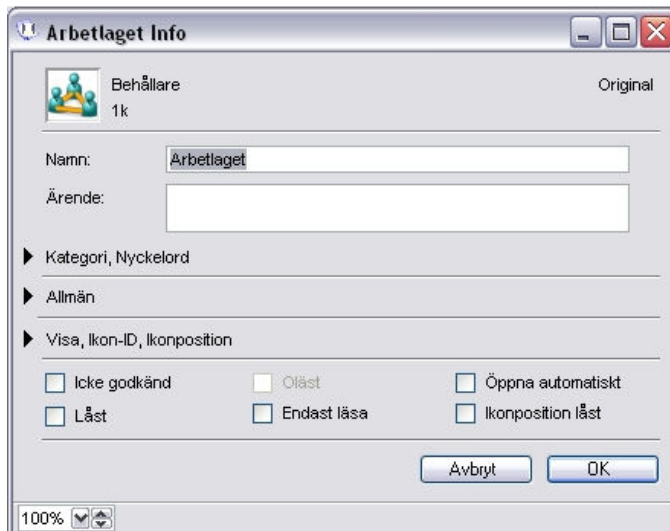 Arbetlaget Info
Behållare
Original
1k
Namn: Arbetlaget
Ärende:
Kategori, Nyckelord
Allmän
Visa, Ikon-ID, Ikonposition
Icke godkänd Oläst Öppna automatiskt
Låst Endast läsa Ikonposition låst
Avbryt OK
100%